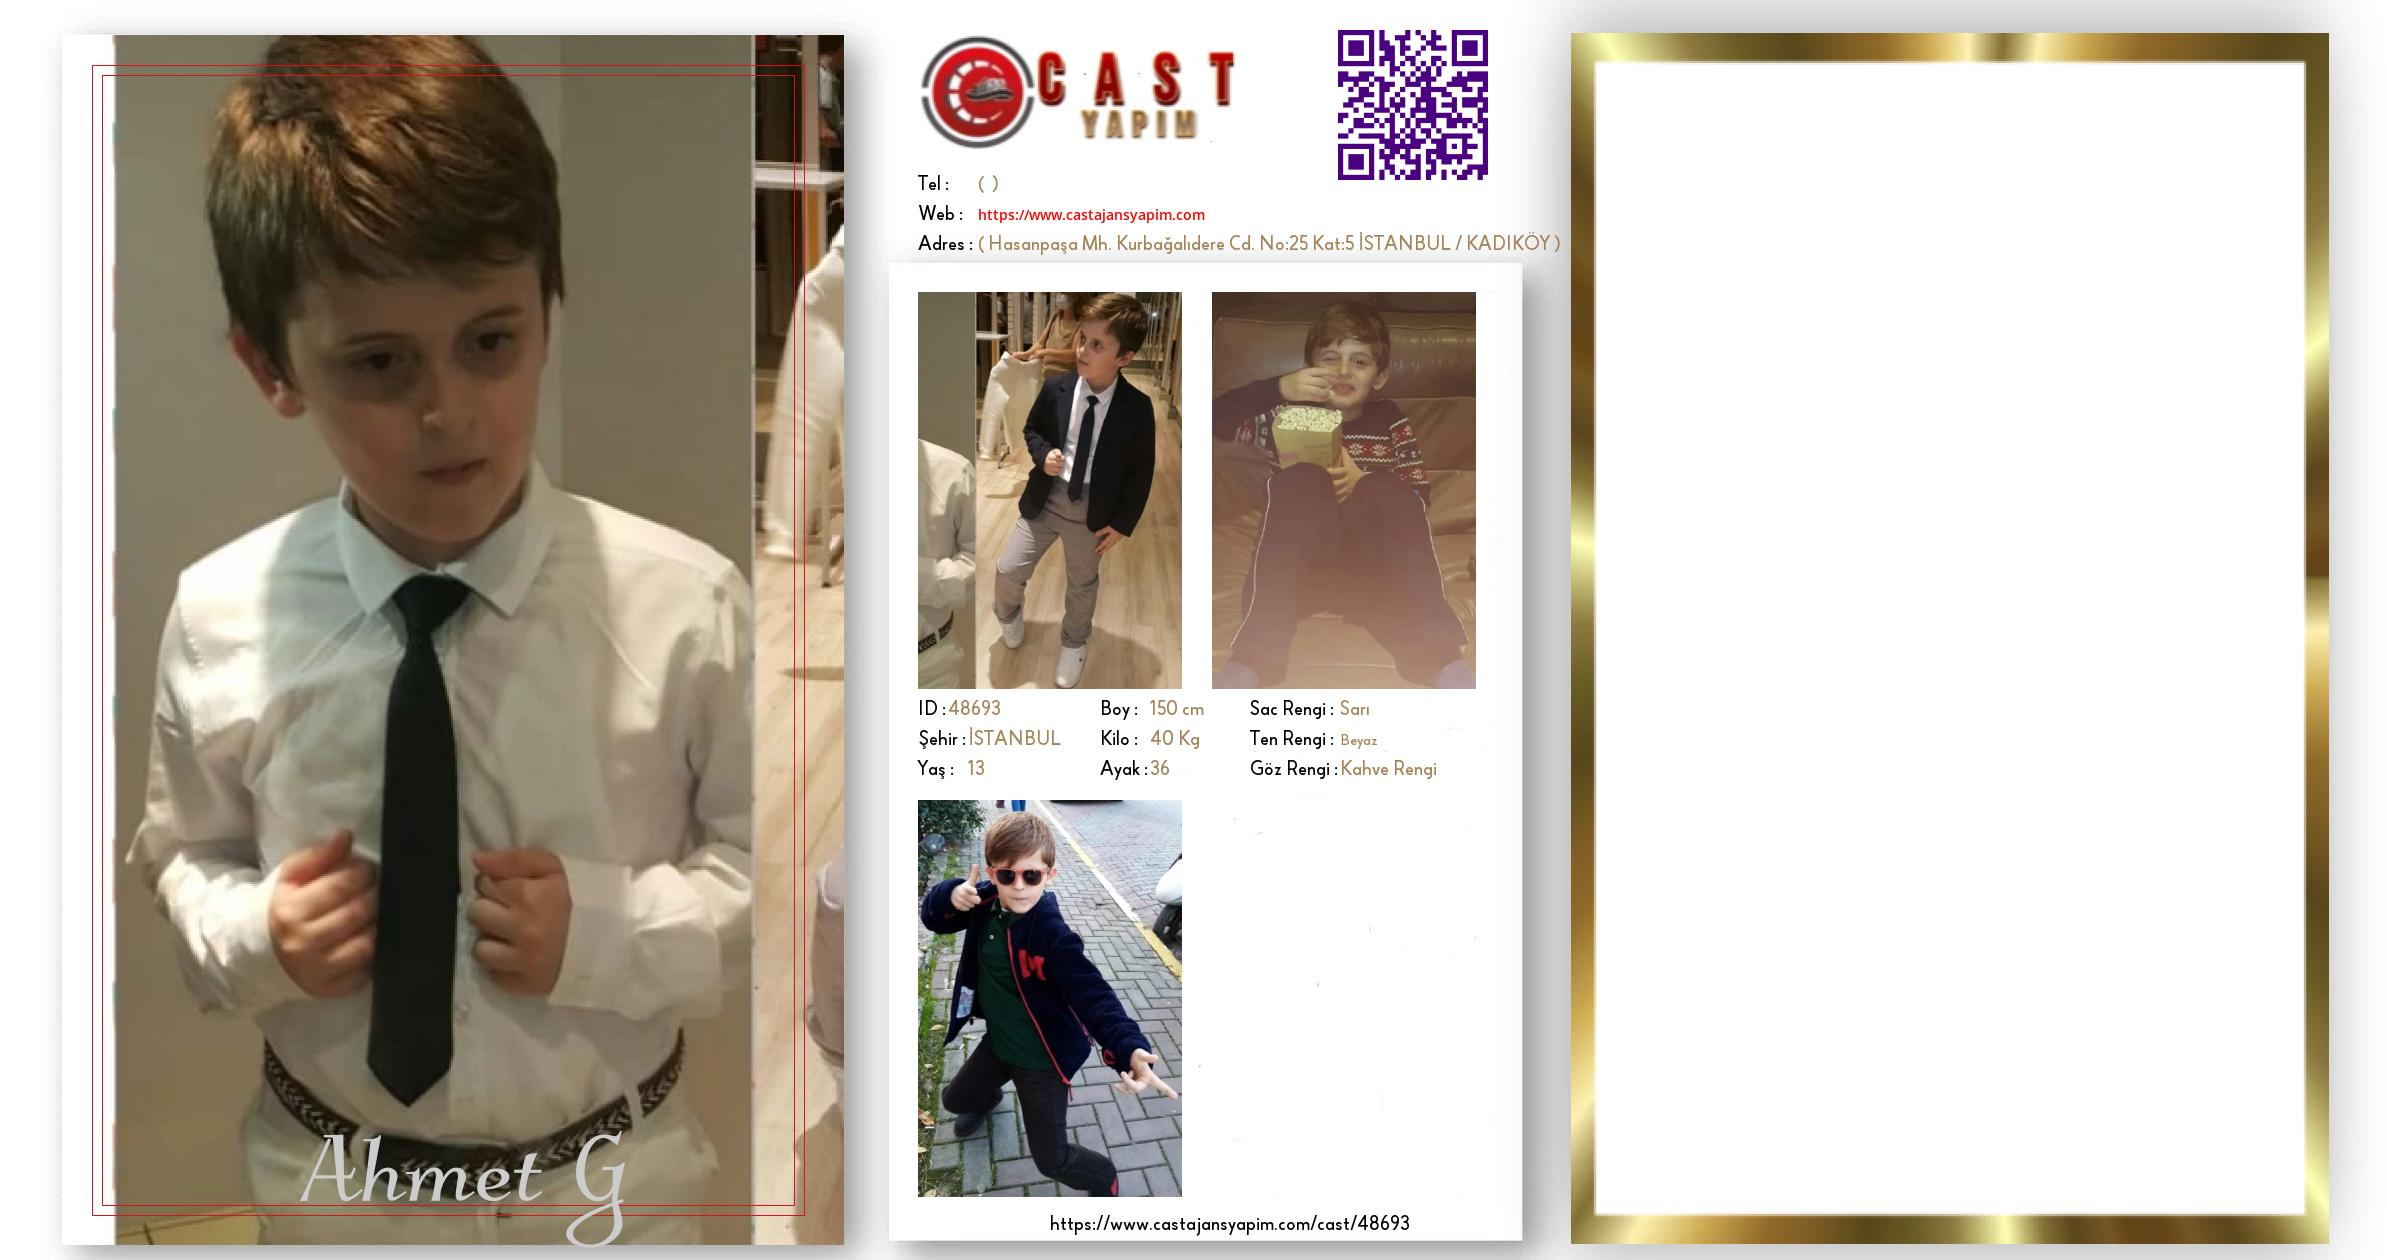 Ahmet G
CAST
YAPIM
Tel : ( )
Web : https://www.castajansyapim.com
Adres : ( Hasanpaşa Mh. Kurbağalıdere Cd. No:25 Kat:5 İSTANBUL / KADIKÖY )
ID : 48693 Boy : 150 cm Sac Rengi : Sarı
Şehir : İSTANBUL Kilo : 40 Kg Ten Rengi : Beyaz
Yaş : 13 Ayak : 36 Göz Rengi : Kahve Rengi
https://www.castajansyapim.com/cast/48693